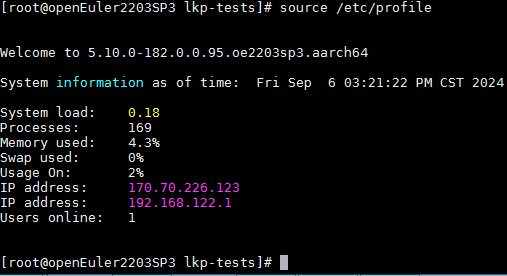 [root@openEuler2203SP3 lkp-tests]# source /etc/profile
Welcome to 5.10.0-182.0.0.95.oe2203sp3.aarch64
System information as of time:  Fri Sep  6 03:21:22 PM CST 2024
System load:    0.18
Processes:      169
Memory used:    4.3%
Swap used:      0%
Usage On:       2%
IP address:     170.70.226.123
IP address:     192.168.122.1
Users online:   1
[root@openEuler2203SP3 lkp-tests]#